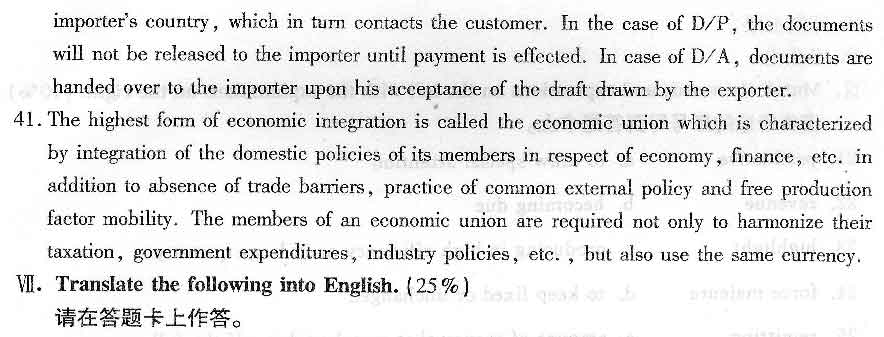 importer's country, which in turn contacts the customer. In the case of D/P, the documents
will not be released to the importer until payment is effected. In case of D/A, documents are
handed over to the importer upon his acceptance of the draft drawn by the exporter.
41. The highest form of economic integration is called the economic union which is characterized
by integration of the domestic policies of its members in respect of economy, finance, etc. in
addition to absence of trade barriers, practice of common external policy and free production
factor mobility. The members of an economic union are required not only to harmonize their
taxation, government expenditures, industry policies, etc., but also use the same currency.
Ⅶ. Translate the following into English. (25%)
请在答题卡上作答。